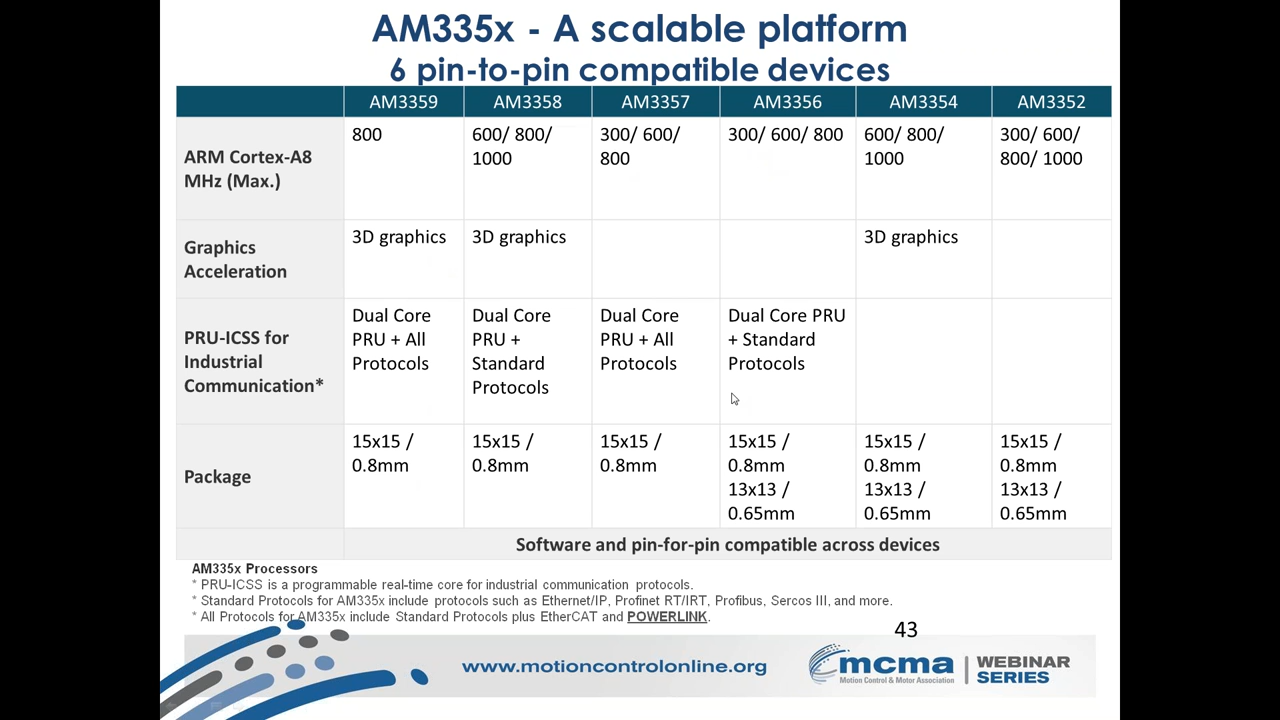 AM335x - A scalable platform
6 pin-to-pin compatible devices
AM3359 AM3358 AM3357 AM3356 AM3354 AM3352
ARM Cortex-A8
MHz (Max.)
800
600/ 800/
1000
300/ 600/
800
300/ 600/ 800
600/ 800/
1000
300/ 600/
800/ 1000
Graphics
Acceleration
3D graphics
3D graphics
3D graphics
PRU-ICSS for
Industrial
Communication*
Dual Core
PRU + All
Protocols
Dual Core
PRU +
Standard
Protocols
Dual Core
PRU + All
Protocols
Dual Core PRU
+ Standard
Protocols
Package
15x15 /
0.8mm
15x15 /
0.8mm
15x15 /
0.8mm
15x15 /
0.8mm
13x13 /
0.65mm
15x15 /
0.8mm
13x13 /
0.65mm
15x15 /
0.8mm
13x13 /
0.65mm
Software and pin-for-pin compatible across devices
AM335x Processors
* PRU-ICSS is a programmable real-time core for industrial communication protocols.
* Standard Protocols for AM335x include protocols such as Ethernet/IP, Profinet RT/IRT, Profibus, Sercos III, and more.
* All Protocols for AM335x include Standard Protocols plus EtherCAT and POWERLINK.
43
www.motioncontrolonline.org
mcma
Motion Control & Motor Association
WEBINAR
SERIES